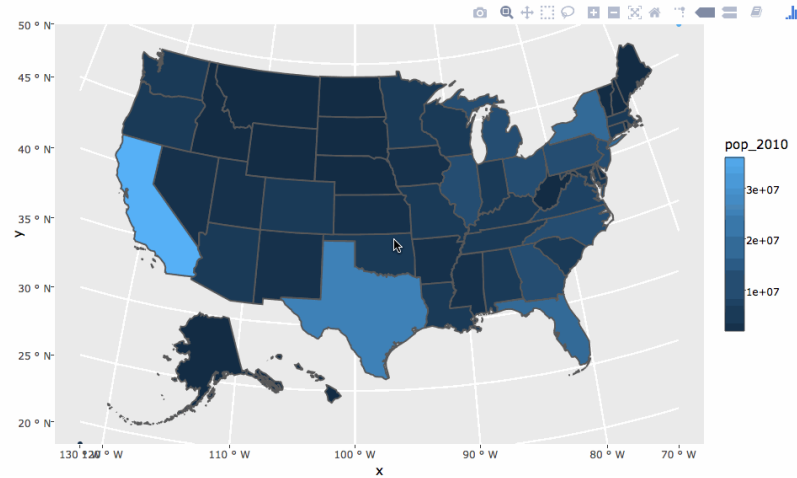 50 ° N
45 ° N
40 ° N
35 ° N
30 ° N
25 ° N
20 ° N
y
130 ° W
110 ° W
100 ° W
90 ° W
80 ° W
70 ° W
x
pop_2010
3e+07
2e+07
1e+07